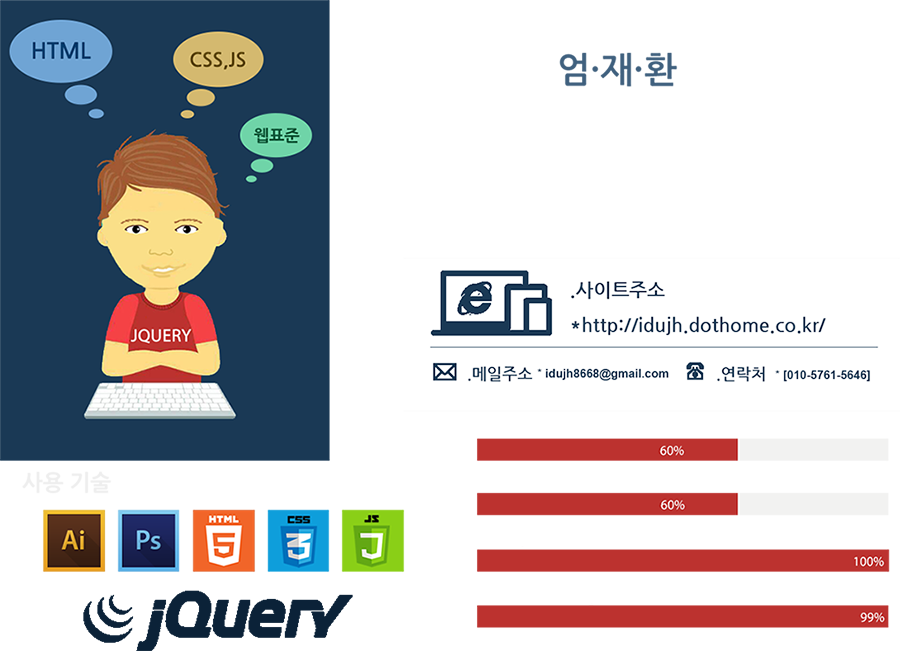 HTML
CSS,JS
웹표준
엄·재·환
JQUERY
.사이트주소
*http://idujh.dothome.co.kr/
.메일주소 * idujh8668@gmail.com .연락처 * [010-5761-5646]
사용 기술
Ai Ps HTML 5 CSS 3 JS
jQuery
60%
60%
100%
99%